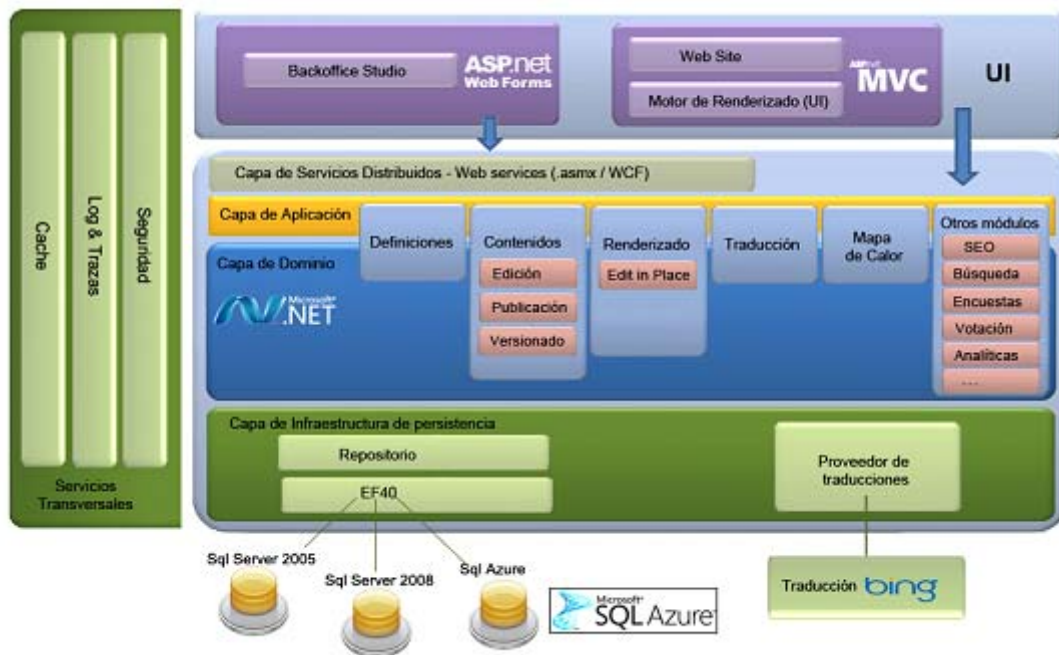 Cache
Log & Trazas
Seguridad
Servicios
Transversales
Backoffice Studio
ASP.net
Web Forms
Web Site
Motor de Renderizado (UI)
ASP.net
MVC
UI
Capa de Servicios Distribuidos - Web services (.asmx / WCF)
Capa de Aplicación
Capa de Dominio
Microsoft
.NET
Definiciones
Contenidos
Edición
Publicación
Versionado
Renderizado
Edit in Place
Traducción
Mapa
de Calor
Otros módulos
SEO
Búsqueda
Encuestas
Votación
Analíticas
...
Capa de Infraestructura de persistencia
Repositorio
EF40
Proveedor de
traducciones
Sql Server 2005
Sql Server 2008
Sql Azure
Microsoft
SQL Azure
Traducción bing